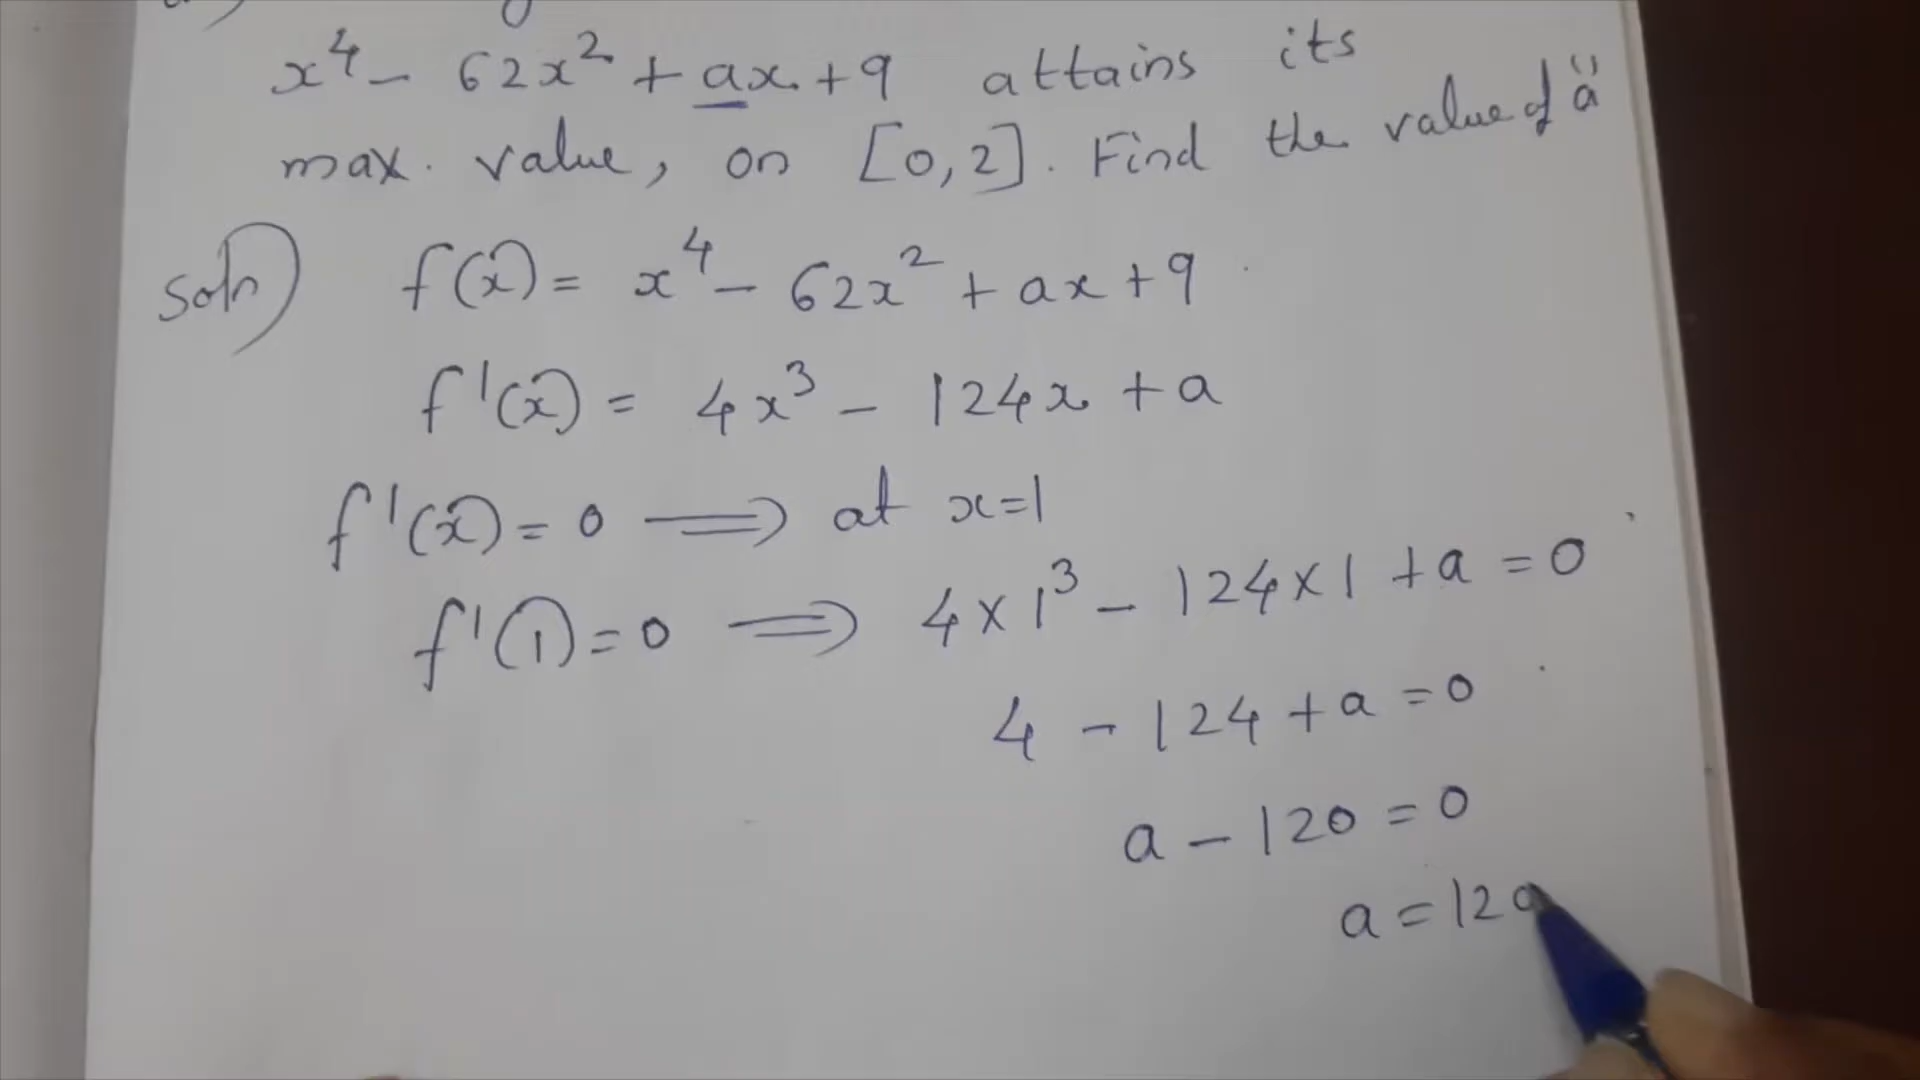 x⁴ - 62x² + ax + 9 attains its
max. value, on [0,2]. Find the value of "a"
Soln) f(x) = x⁴ - 62x² + ax + 9
f'(x) = 4x³ - 124x + a
f'(x) = 0 ⟹ at x=1
f'(1) = 0 ⟹ 4×1³ - 124×1 + a = 0
4 - 124 + a = 0
a - 120 = 0
a = 120